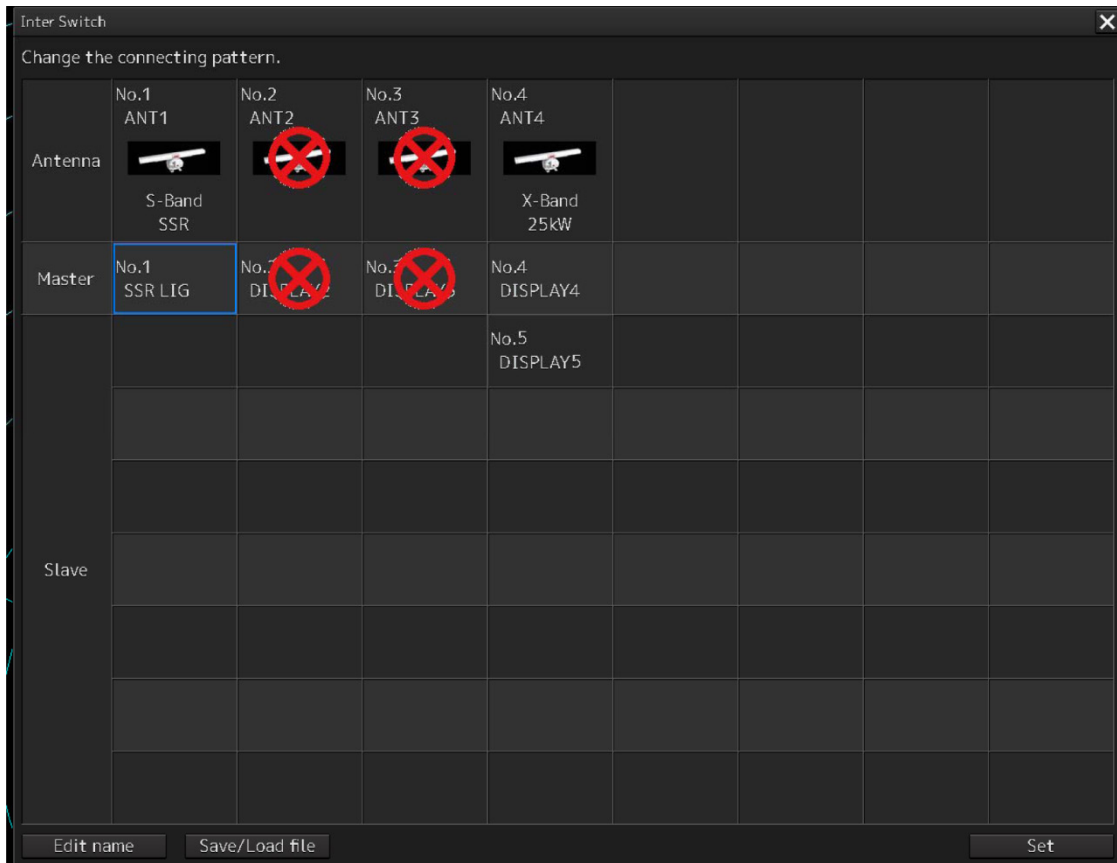 Inter Switch
Change the connecting pattern.
No.1 No.2 No.3 No.4
ANT1 ANT2 ANT3 ANT4
Antenna
S-Band X-Band
SSR 25kW
Master
No.1 No.4
SSR LIG DISPLAY4
No.5
DISPLAY5
Slave
Edit name Save/Load file Set